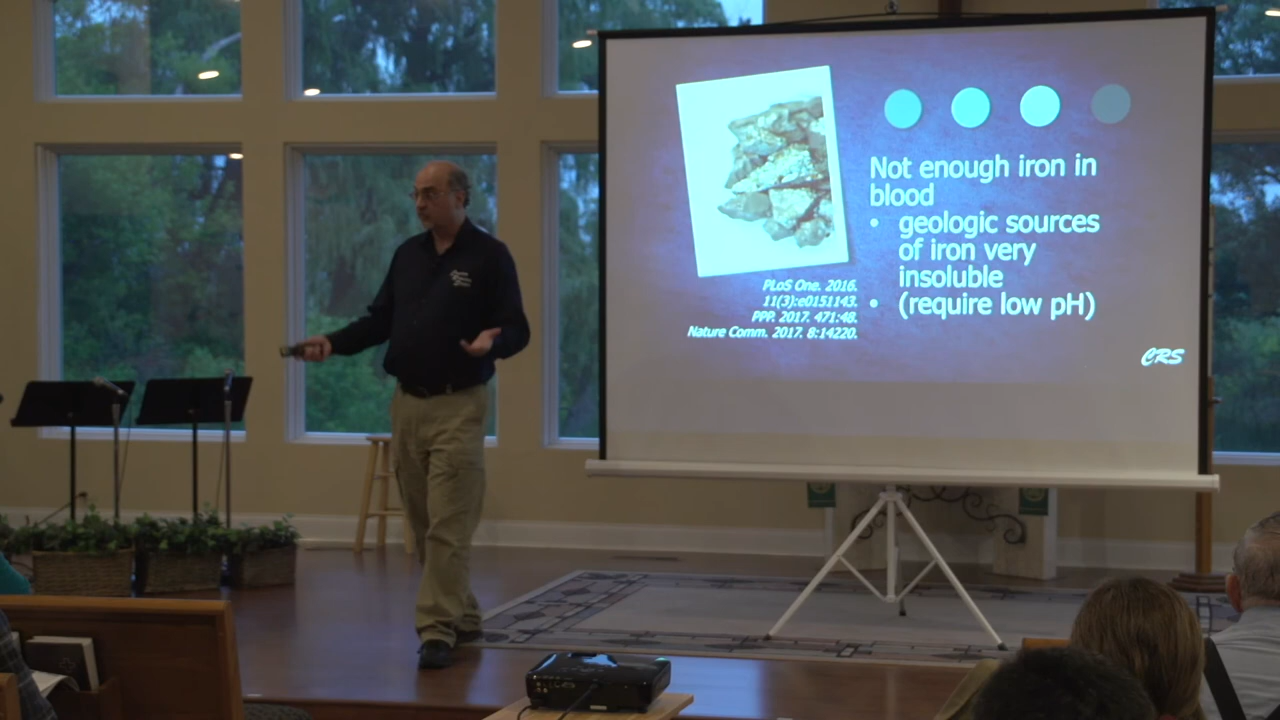 Not enough iron in
blood
• geologic sources
of iron very
insoluble
• (require low pH)
PLoS One. 2016.
11(3):e0151143.
PPP. 2017. 471:48.
Nature Comm. 2017. 8:14220.
CRS